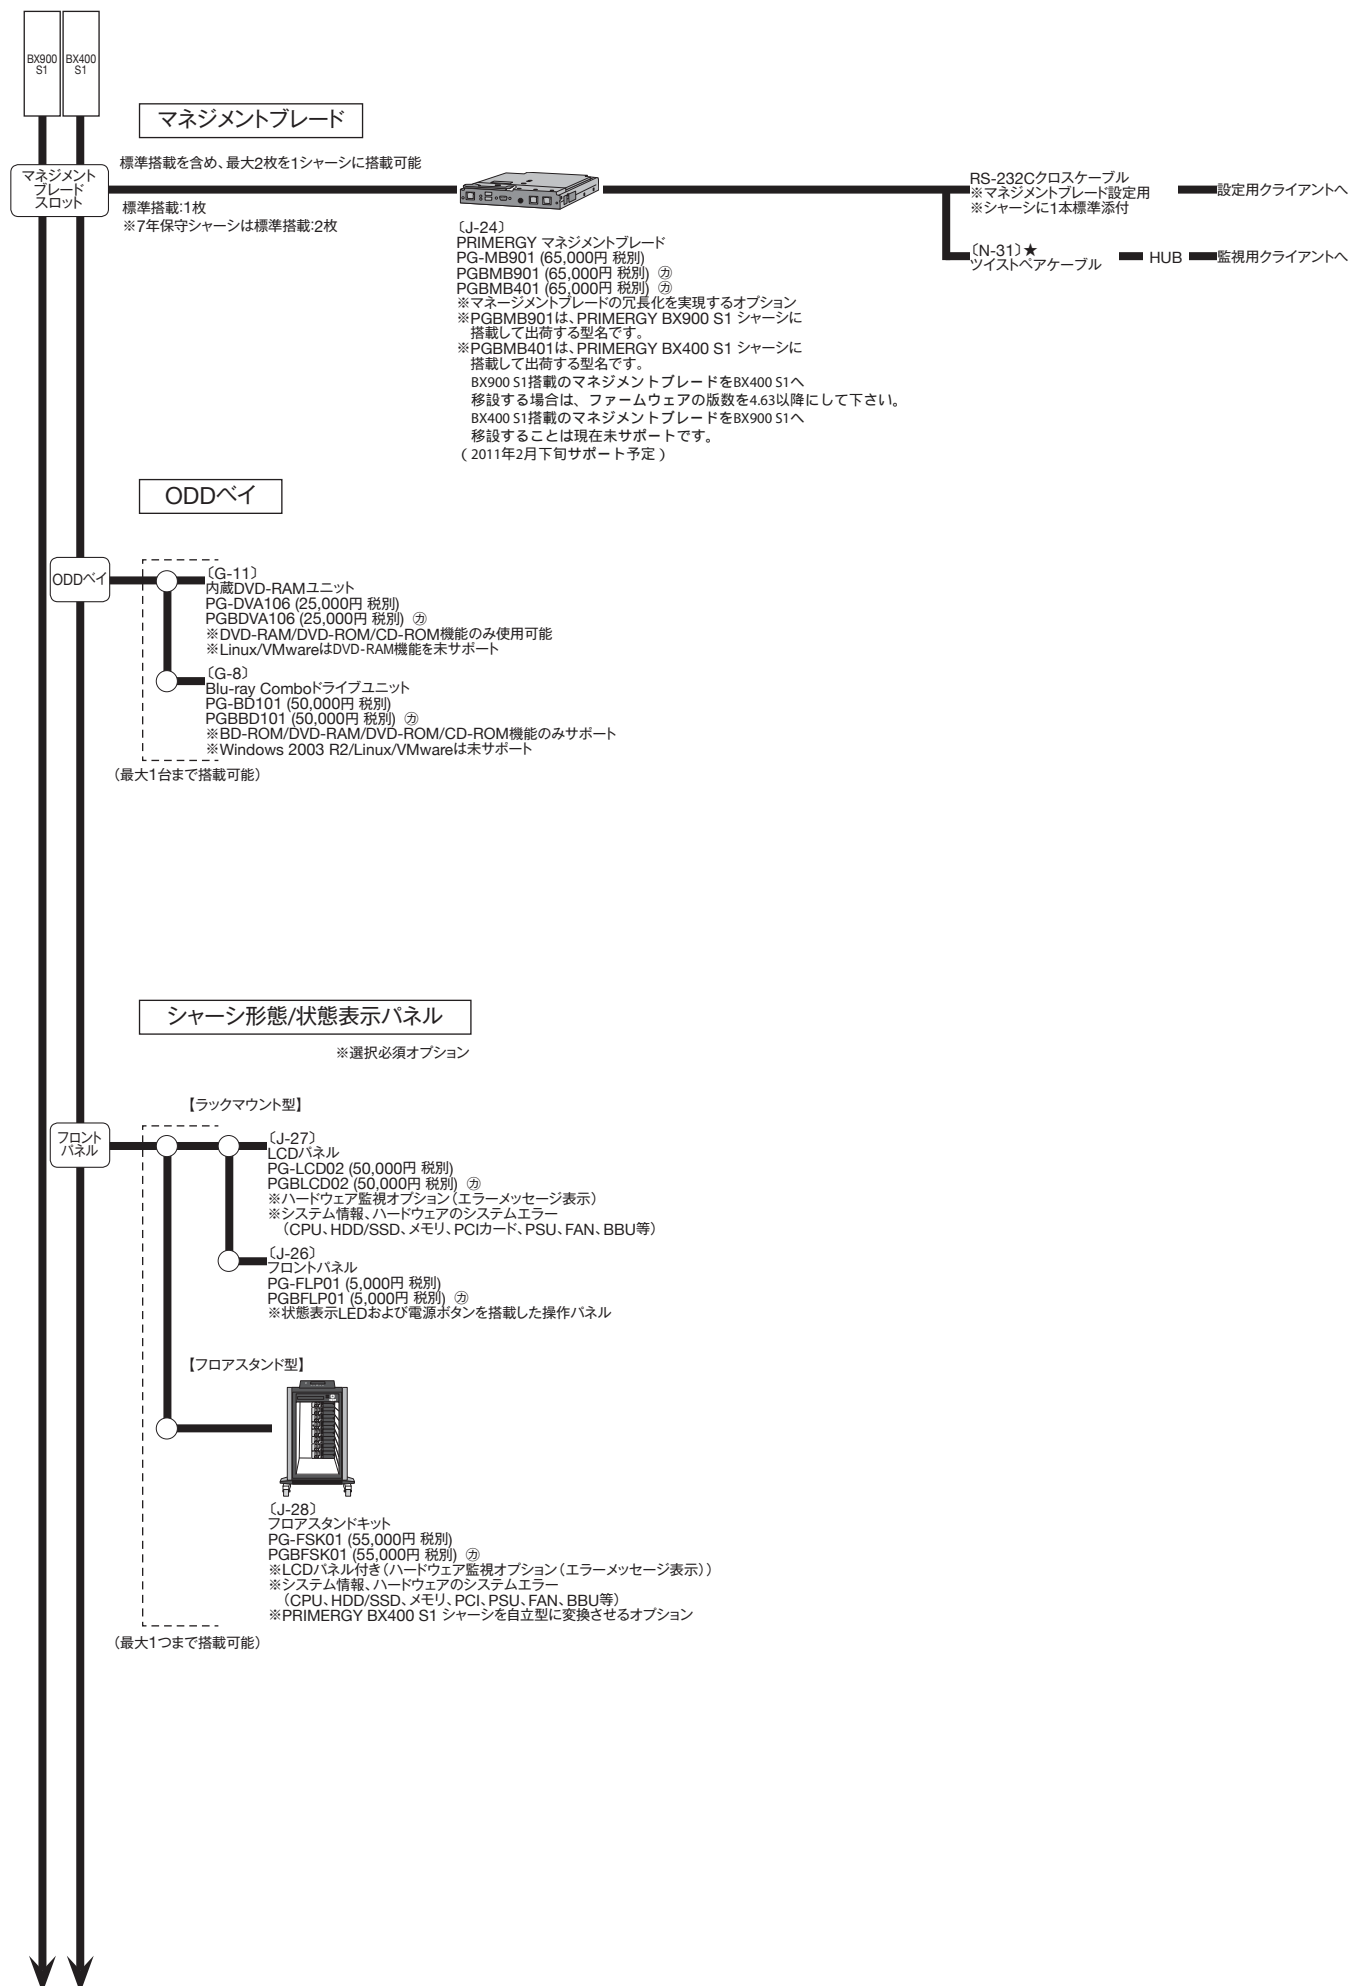 BX900
S1
BX400
S1
マネジメントブレード
標準搭載を含め、最大2枚を1シャーシに搭載可能
マネジメント
ブレード
スロット
標準搭載:1枚
※7年保守シャーシは標準搭載:2枚
〔J-24〕
PRIMERGY マネジメントブレード
PG-MB901 (65,000円 税別)
PGBMB901 (65,000円 税別) ㋕
PGBMB401 (65,000円 税別) ㋕
※マネージメントブレードの冗長化を実現するオプション
※PGBMB901は、PRIMERGY BX900 S1 シャーシに
搭載して出荷する型名です。
※PGBMB401は、PRIMERGY BX400 S1 シャーシに
搭載して出荷する型名です。
BX900 S1搭載のマネジメントブレードをBX400 S1へ
移設する場合は、ファームウェアの版数を4.63以降にして下さい。
BX400 S1搭載のマネジメントブレードをBX900 S1へ
移設することは現在未サポートです。
(2011年2月下旬サポート予定)
RS-232Cクロスケーブル
※マネジメントブレード設定用
※シャーシに1本標準添付
設定用クライアントへ
〔N-31〕★
ツイストペアケーブル
HUB
監視用クライアントへ
ODDベイ
ODDベイ
〔G-11〕
内蔵DVD-RAMユニット
PG-DVA106 (25,000円 税別)
PGBDVA106 (25,000円 税別) ㋕
※DVD-RAM/DVD-ROM/CD-ROM機能のみ使用可能
※Linux/VMwareはDVD-RAM機能を未サポート
〔G-8〕
Blu-ray Comboドライブユニット
PG-BD101 (50,000円 税別)
PGBBD101 (50,000円 税別) ㋕
※BD-ROM/DVD-RAM/DVD-ROM/CD-ROM機能のみサポート
※Windows 2003 R2/Linux/VMwareは未サポート
(最大1台まで搭載可能)
シャーシ形態/状態表示パネル
※選択必須オプション
【ラックマウント型】
フロント
パネル
〔J-27〕
LCDパネル
PG-LCD02 (50,000円 税別)
PGBLCD02 (50,000円 税別) ㋕
※ハードウェア監視オプション(エラーメッセージ表示)
※システム情報、ハードウェアのシステムエラー
(CPU、HDD/SSD、メモリ、PCIカード、PSU、FAN、BBU等)
〔J-26〕
フロントパネル
PG-FLP01 (5,000円 税別)
PGBFLP01 (5,000円 税別) ㋕
※状態表示LEDおよび電源ボタンを搭載した操作パネル
【フロアスタンド型】
〔J-28〕
フロアスタンドキット
PG-FSK01 (55,000円 税別)
PGBFSK01 (55,000円 税別) ㋕
※LCDパネル付き(ハードウェア監視オプション(エラーメッセージ表示))
※システム情報、ハードウェアのシステムエラー
(CPU、HDD/SSD、メモリ、PCI、PSU、FAN、BBU等)
※PRIMERGY BX400 S1 シャーシを自立型に変換させるオプション
(最大1つまで搭載可能)